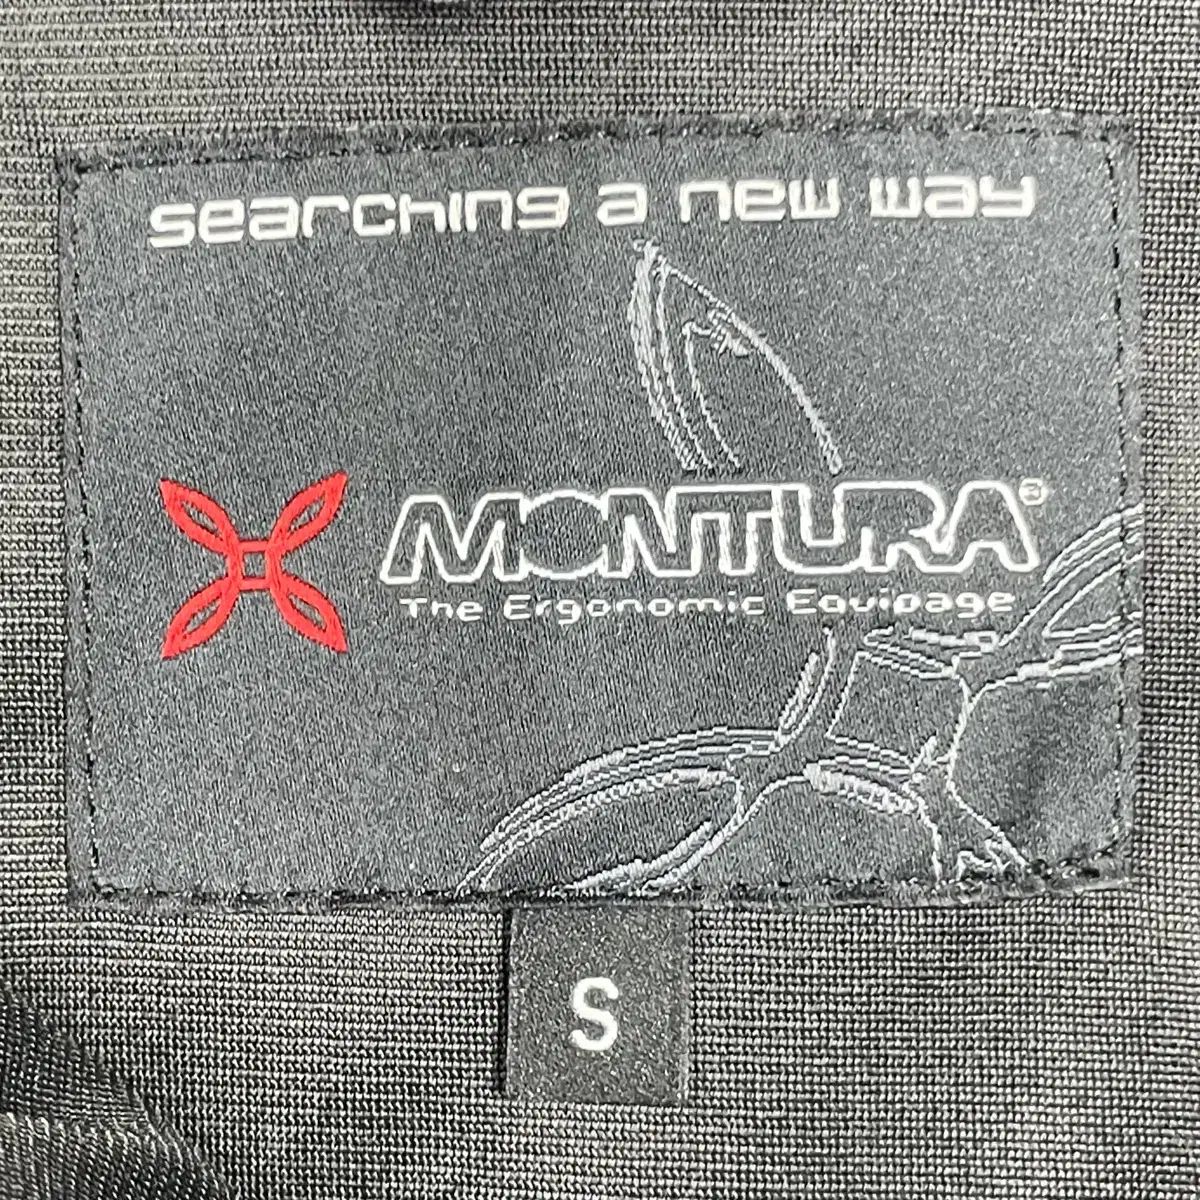 searching a new way
MONTURA®
The Ergonomic Equipage
S